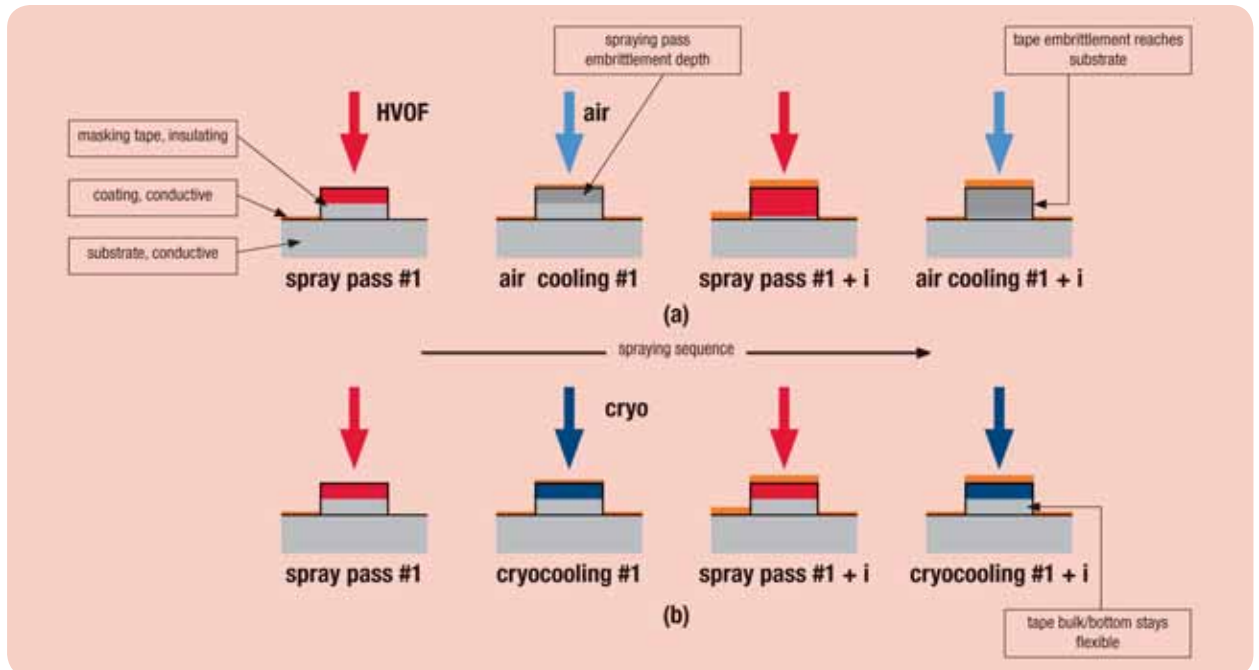 spraying pass
embrittlement depth
tape embrittlement reaches
substrate
HVOF
air
masking tape, insulating
coating, conductive
substrate, conductive
spray pass #1
air cooling #1
spray pass #1 + i
air cooling #1 + i
(a)
spraying sequence
cryo
spray pass #1
cryocooling #1
spray pass #1 + i
cryocooling #1 + i
(b)
tape bulk/bottom stays
flexible